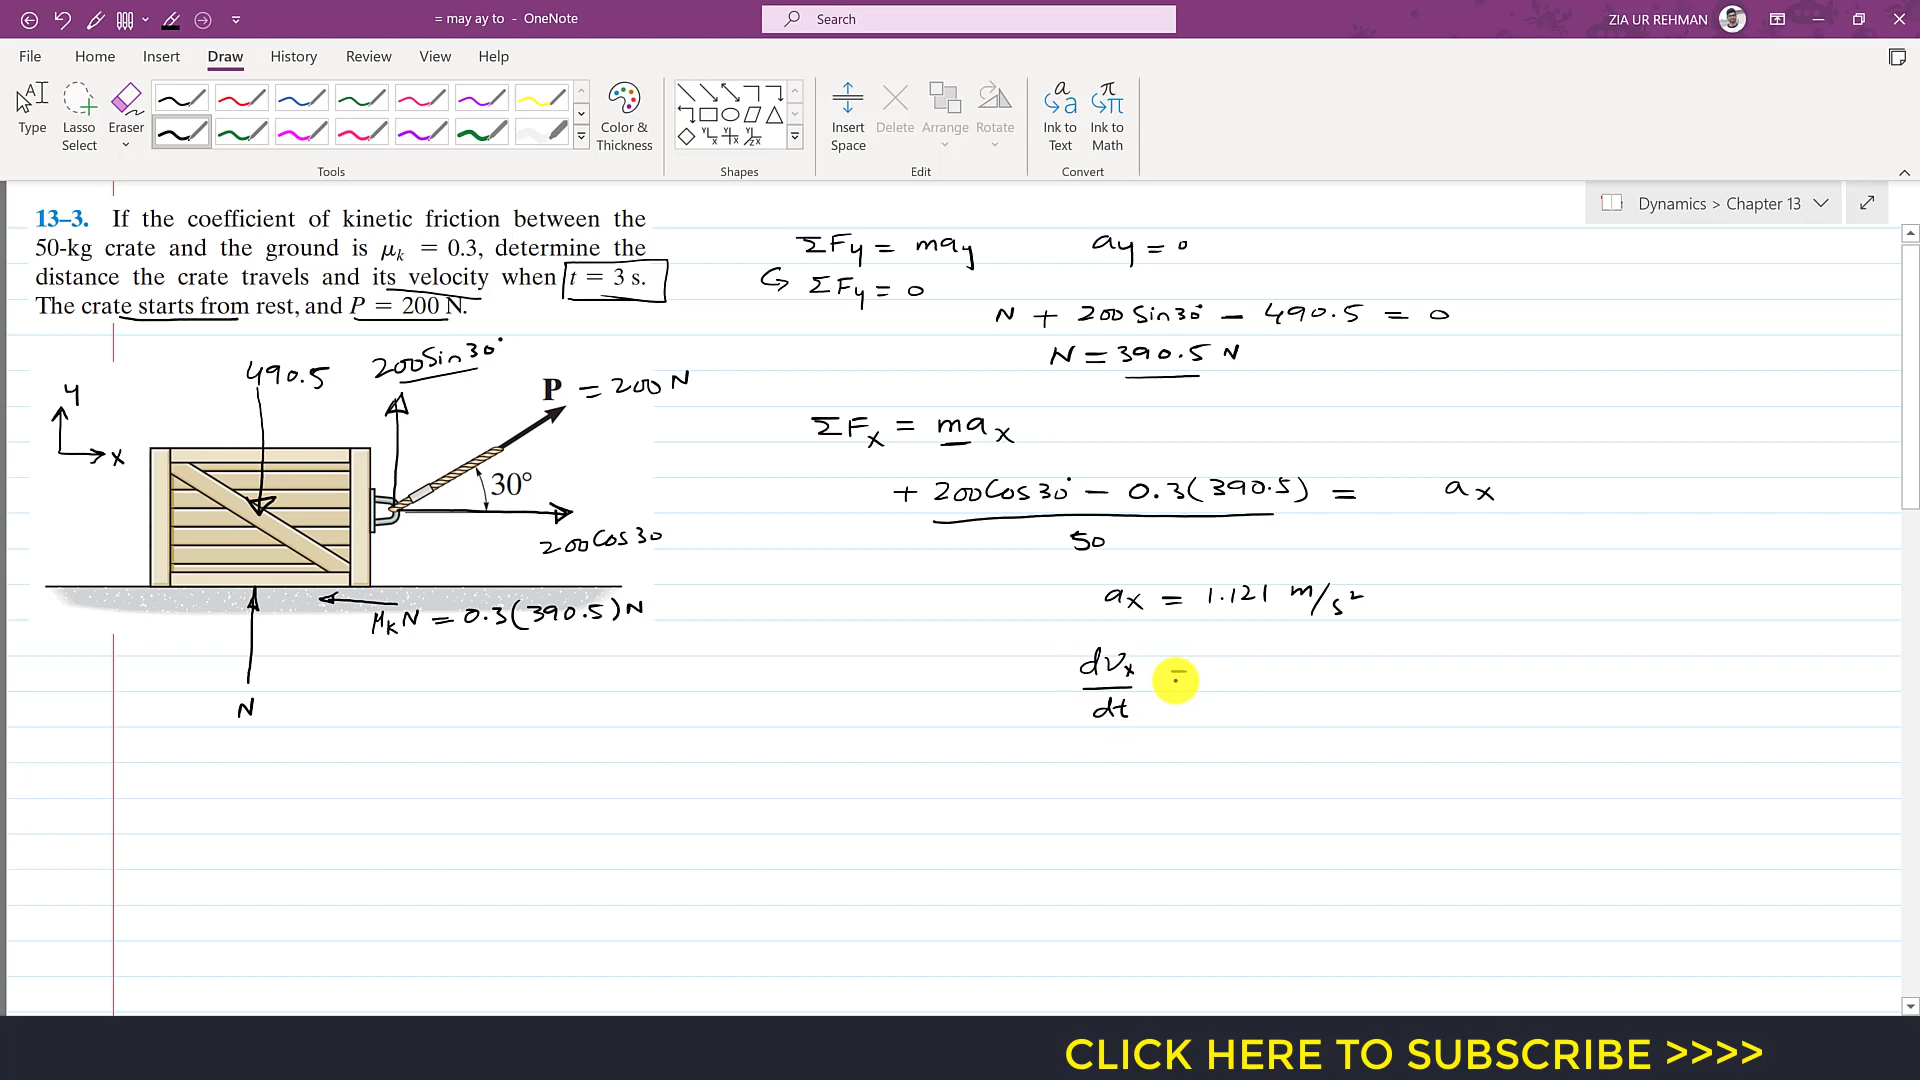 = may ay to - OneNote
Search
ZIA UR REHMAN
File Home Insert Draw History Review View Help
Type
Lasso Select
Eraser
Color & Thickness
Insert Space
Delete
Arrange
Rotate
Ink to Text
Ink to Math
Tools
Shapes
Edit
Convert
Dynamics > Chapter 13
13–3. If the coefficient of kinetic friction between the
50-kg crate and the ground is μk = 0.3, determine the
distance the crate travels and its velocity when t = 3 s.
The crate starts from rest, and P = 200 N.
490.5
200Sin30°
P = 200 N
y
x
30°
200Cos30
μkN = 0.3(390.5)N
N
ΣFy = may
ay = 0
ΣFy = 0
N + 200Sin30° - 490.5 = 0
N = 390.5 N
ΣFx = max
+ 200Cos30° - 0.3(390.5) = ax
50
ax = 1.121 m/s²
dvx
dt
=
CLICK HERE TO SUBSCRIBE >>>>